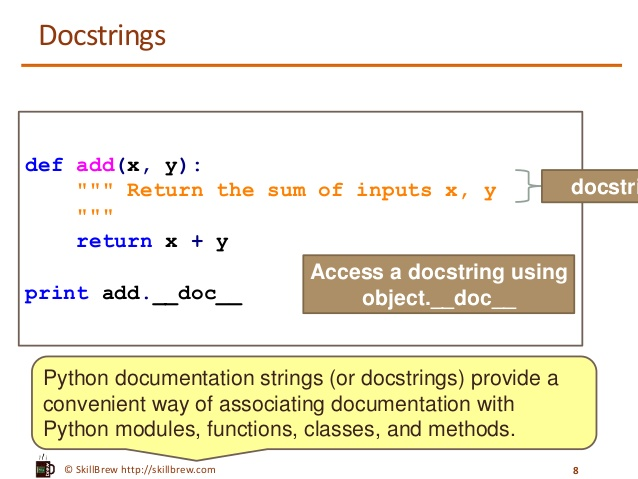 Docstrings
def add(x, y):
""" Return the sum of inputs x, y
docstri
"""
return x + y
Access a docstring using
object.__doc__
print add.__doc__
Python documentation strings (or docstrings) provide a
convenient way of associating documentation with
Python modules, functions, classes, and methods.
© SkillBrew http://skillbrew.com
8